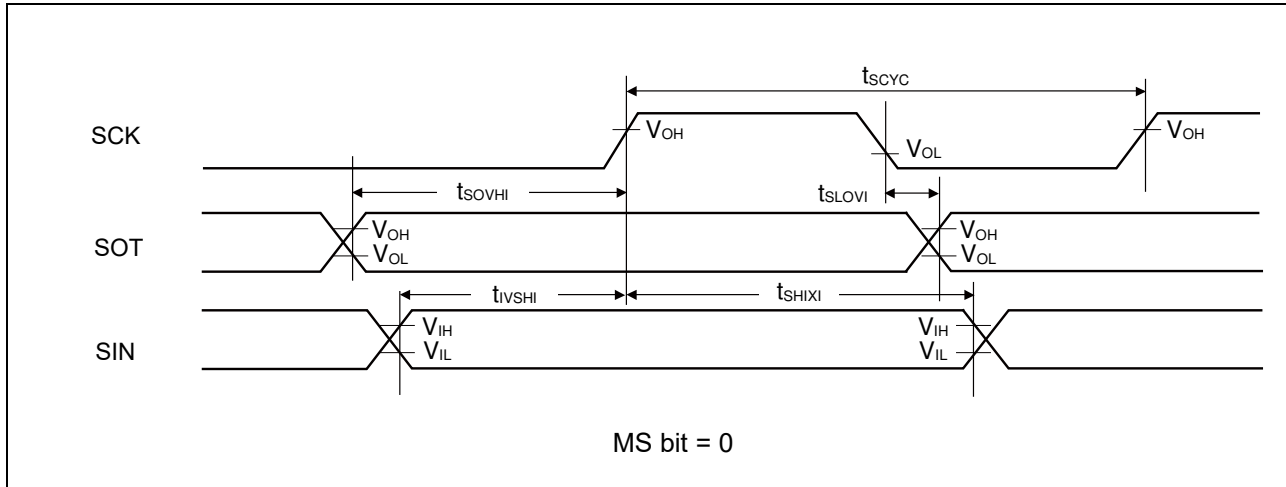 tSCYC
SCK
VOH
VOL
VOH
tSOVHI
tSLOVI
SOT
VOH
VOL
VOH
VOL
tIVSHI
tSHIXI
SIN
VIH
VIL
VIH
VIL
MS bit = 0